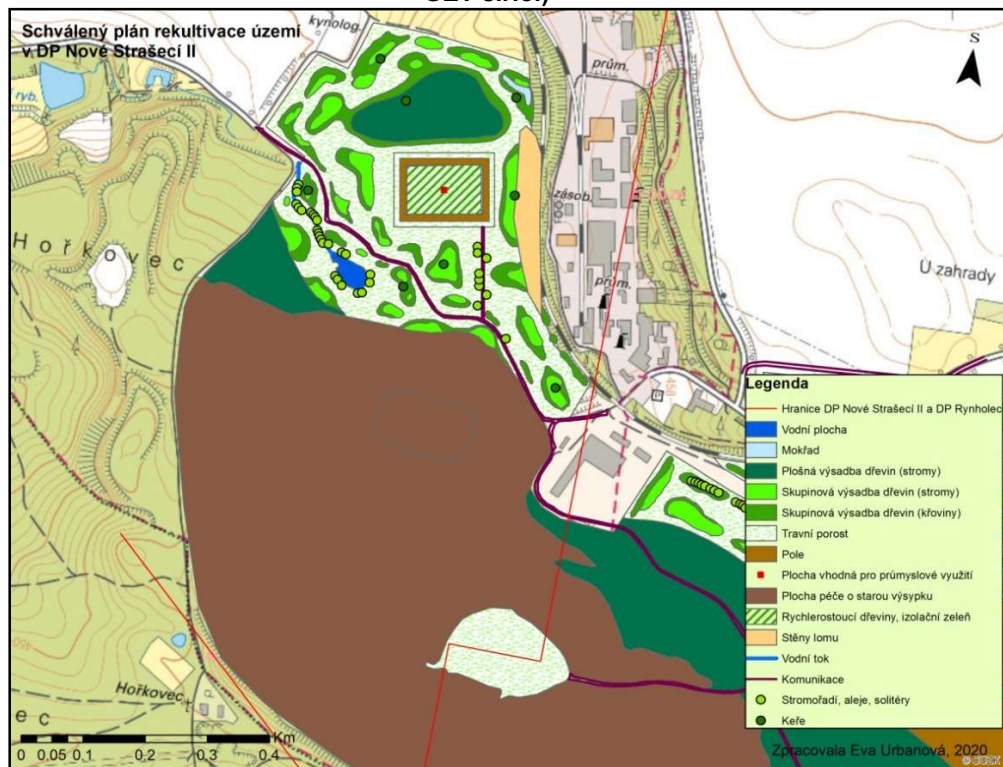 Schválený plán rekultivace území
v DP Nové Strašecí II
kynolog.
S
ryb.
prům.
zásob.
Hořkovec
U zahrady
prům.
458
Legenda
Hranice DP Nové Strašecí II a DP Rynholec
Vodní plocha
Mokřad
Plošná výsadba dřevin (stromy)
Skupinová výsadba dřevin (stromy)
Skupinová výsadba dřevin (křoviny)
Travní porost
Pole
Plocha vhodná pro průmyslové využití
Plocha péče o starou výsypku
Rychlerostoucí dřeviny, izolační zeleň
Stěny lomu
Vodní tok
Komunikace
Stromořadí, aleje, solitéry
Keře
Hořkovec
ec
Km
0 0.05 0.1 0.2 0.3 0.4
Zpracovala Eva Urbanová, 2020
© ČÚZK